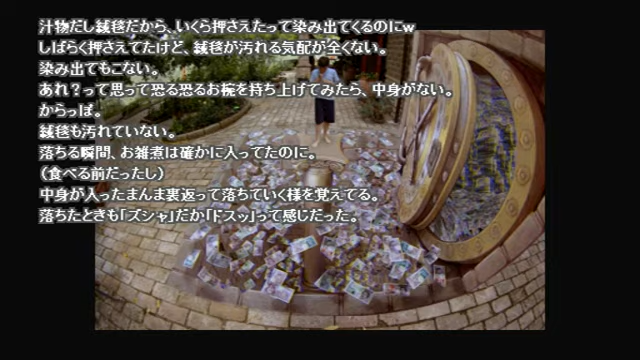 汁物だし絨毯だから、いくら押さえたって染み出てくるのにw
しばらく押さえてたけど、絨毯が汚れる気配が全くない。
染み出てもこない。
あれ？って思って恐る恐るお椀を持ち上げてみたら、中身がない。
からっぽ。
絨毯も汚れていない。
落ちる瞬間、お雑煮は確かに入ってたのに。
（食べる前だったし）
中身が入ったまんま裏返って落ちていく様を覚えてる。
落ちたときも「ズシャ」だか「ドスッ」って感じだった。